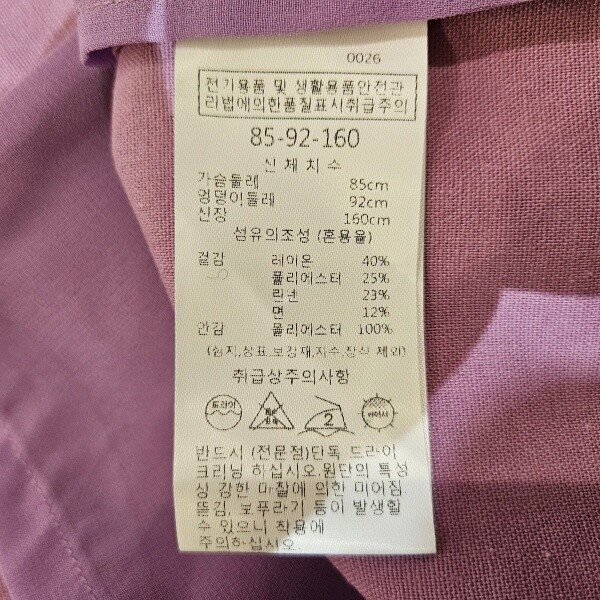 0026
전기용품 및 생활용품안전관
리법에의한품질표시취급주의
85-92-160
신체치수
가슴둘레 85cm
엉덩이둘레 92cm
신장 160cm
섬유의조성 (혼용율)
겉감 레이온 40%
폴리에스터 25%
린넨 23%
면 12%
안감 폴리에스터 100%
(심지,상표,보강재,자수,장식 제외)
취급상주의사항
드라이
2
반드시 (전문점)단독 드라이
크리닝 하십시오원단의 특성
상 강한 마찰에 의한 미어짐,
뜯김, 보푸라기 등이 발생할
수 있으니 착용에
주의하십시오.